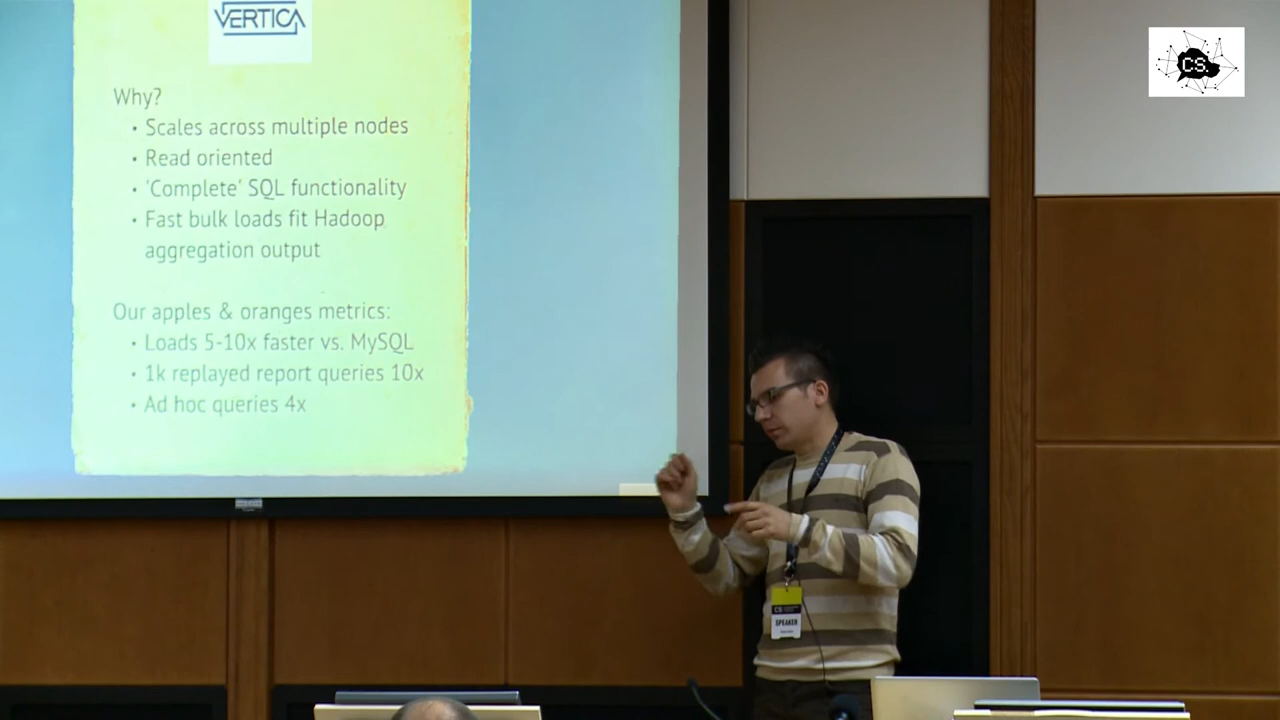 VERTICA
CS.
Why?
• Scales across multiple nodes
• Read oriented
• 'Complete' SQL functionality
• Fast bulk loads fit Hadoop
aggregation output
Our apples & oranges metrics:
• Loads 5-10x faster vs. MySQL
• 1k replayed report queries 10x
• Ad hoc queries 4x
CS
SPEAKER